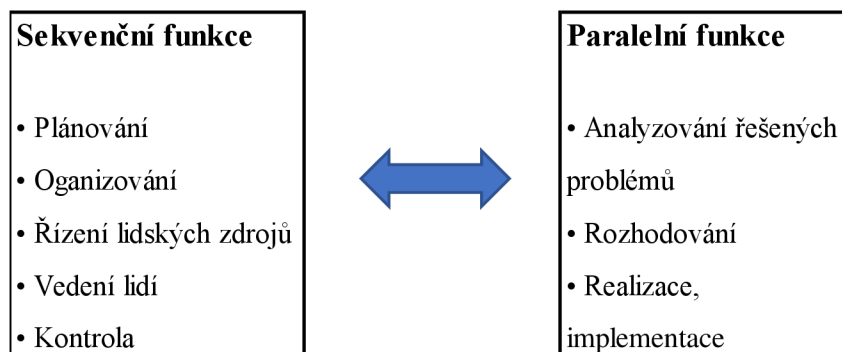 Sekvenční funkce
• Plánování
• Oganizování
• Řízení lidských zdrojů
• Vedení lidí
• Kontrola
Paralelní funkce
• Analyzování řešených
problémů
• Rozhodování
• Realizace,
implementace